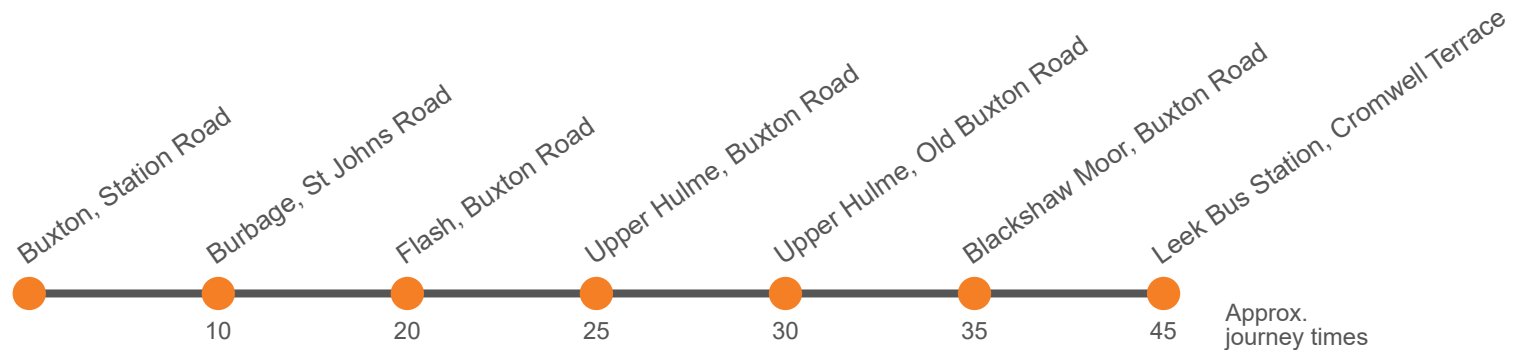 Buxton, Station Road
Burbage, St Johns Road
Flash, Buxton Road
Upper Hulme, Buxton Road
Upper Hulme, Old Buxton Road
Blackshaw Moor, Buxton Road
Leek Bus Station, Cromwell Terrace
10
20
25
30
35
45
Approx.
journey times